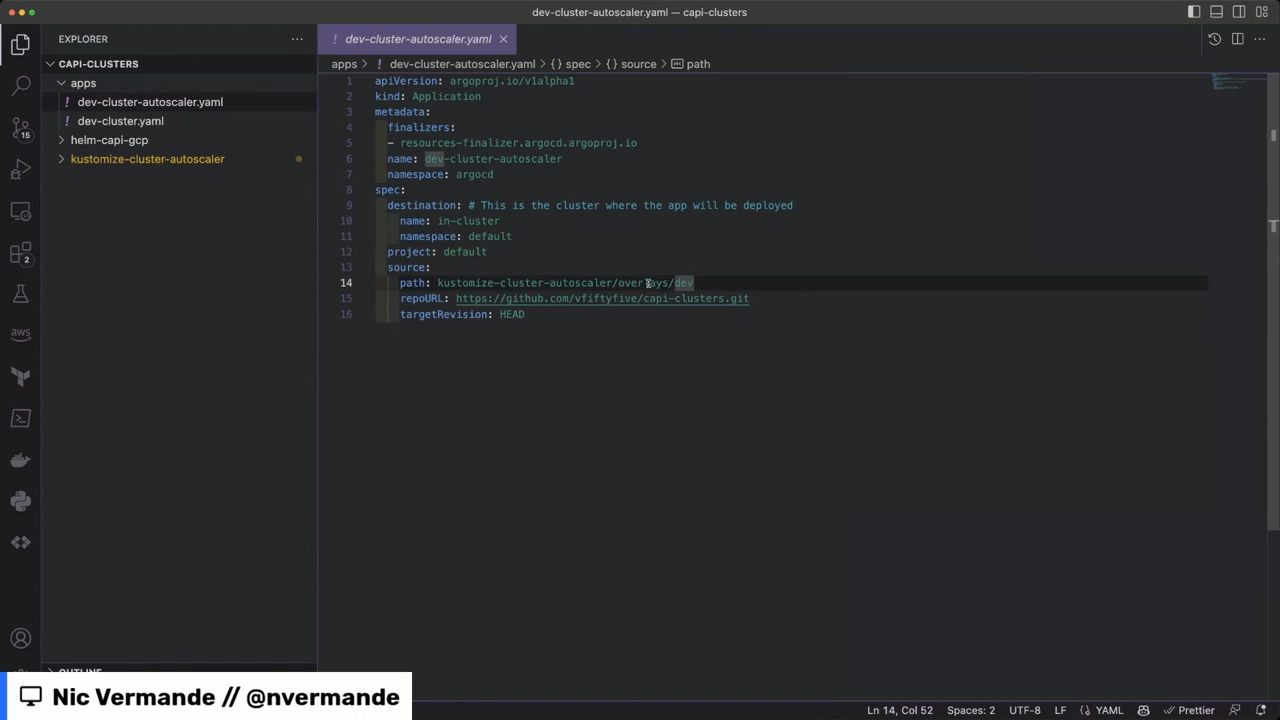 dev-cluster-autoscaler.yaml — capi-clusters
EXPLORER
CAPI-CLUSTERS
apps
dev-cluster-autoscaler.yaml
dev-cluster.yaml
helm-capi-gcp
kustomize-cluster-autoscaler
OUTLINE
15
2
aws
! dev-cluster-autoscaler.yaml
apps > ! dev-cluster-autoscaler.yaml > {} spec > {} source > path
1 apiVersion: argoproj.io/v1alpha1
2 kind: Application
3 metadata:
4 finalizers:
5 - resources-finalizer.argocd.argoproj.io
6 name: dev-cluster-autoscaler
7 namespace: argocd
8 spec:
9 destination: # This is the cluster where the app will be deployed
10 name: in-cluster
11 namespace: default
12 project: default
13 source:
14 path: kustomize-cluster-autoscaler/overlays/dev
15 repoURL: https://github.com/vfiftyfive/capi-clusters.git
16 targetRevision: HEAD
Nic Vermande // @nvermande
Ln 14, Col 52 Spaces: 2 UTF-8 LF {} YAML Prettier